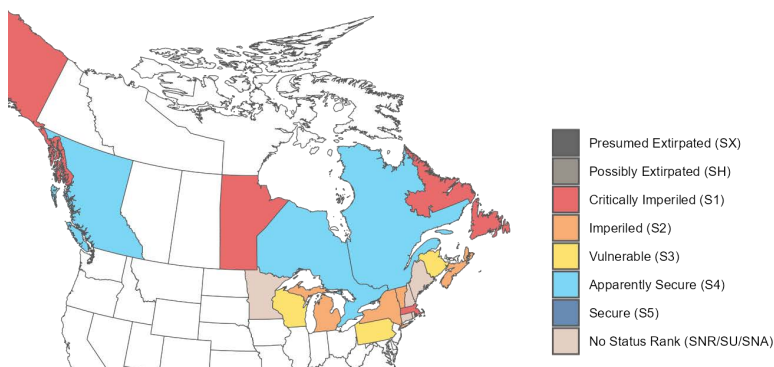 Presumed Extirpated (SX)
Possibly Extirpated (SH)
Critically Imperiled (S1)
Imperiled (S2)
Vulnerable (S3)
Apparently Secure (S4)
Secure (S5)
No Status Rank (SNR/SU/SNA)